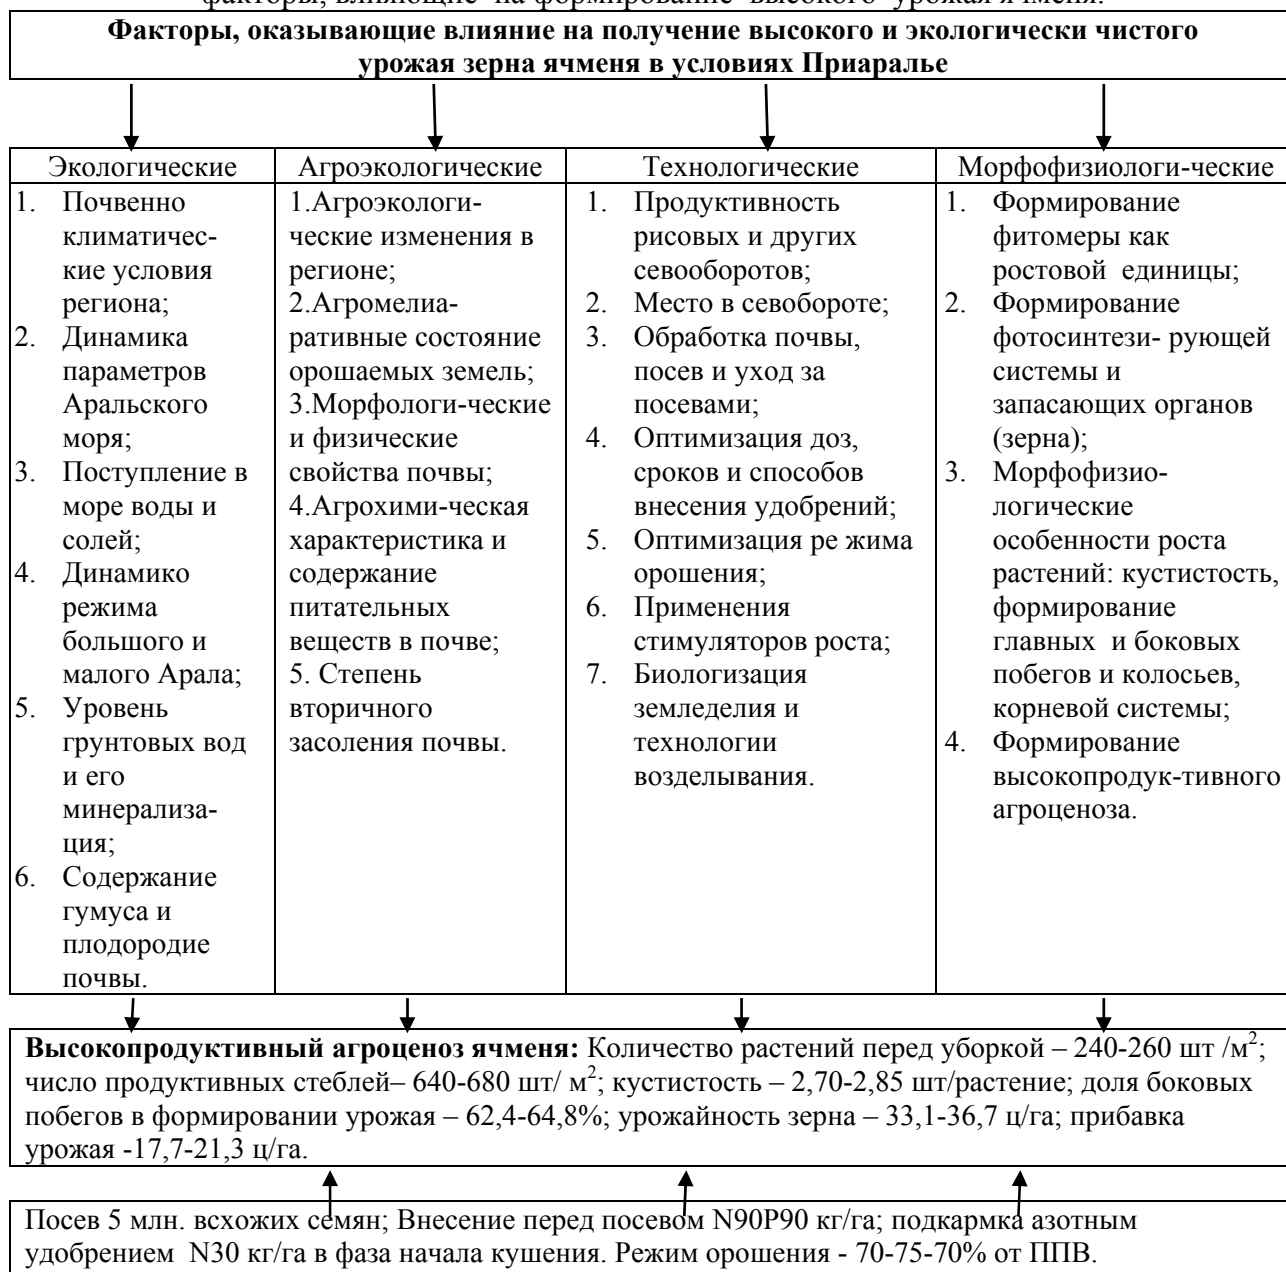 факторы, влияющие на формирование высокого урожая ячменя.
Факторы, оказывающие влияние на получение высокого и экологически чистого
урожая зерна ячменя в условиях Приаралье
Экологические
1. Почвенно
климатичес-
кие условия
региона;
2. Динамика
параметров
Аральского
моря;
3. Поступление в
море воды и
солей;
4. Динамико
режима
большого и
малого Арала;
5. Уровень
грунтовых вод
и его
минерализа-
ция;
6. Содержание
гумуса и
плодородие
почвы.
Агроэкологические
1.Агроэкологи-
ческие изменения в
регионе;
2.Агромелиа-
ративные состояние
орошаемых земель;
3.Морфологи-ческие
и физические
свойства почвы;
4.Агрохими-ческая
характеристика и
содержание
питательных
веществ в почве;
5. Степень
вторичного
засоления почвы.
Технологические
1. Продуктивность
рисовых и других
севооборотов;
2. Место в севобороте;
3. Обработка почвы,
посев и уход за
посевами;
4. Оптимизация доз,
сроков и способов
внесения удобрений;
5. Оптимизация ре жима
орошения;
6. Применения
стимуляторов роста;
7. Биологизация
земледелия и
технологии
возделывания.
Морфофизиологи-ческие
1. Формирование
фитомеры как
ростовой единицы;
2. Формирование
фотосинтези- рующей
системы и
запасающих органов
(зерна);
3. Морфофизио-
логические
особенности роста
растений: кустистость,
формирование
главных и боковых
побегов и колосьев,
корневой системы;
4. Формирование
высокопродук-тивного
агроценоза.
Высокопродуктивный агроценоз ячменя: Количество растений перед уборкой – 240-260 шт /м²;
число продуктивных стеблей– 640-680 шт/ м²; кустистость – 2,70-2,85 шт/растение; доля боковых
побегов в формировании урожая – 62,4-64,8%; урожайность зерна – 33,1-36,7 ц/га; прибавка
урожая -17,7-21,3 ц/га.
Посев 5 млн. всхожих семян; Внесение перед посевом N90P90 кг/га; подкармка азотным
удобрением N30 кг/га в фаза начала кушения. Режим орошения - 70-75-70% от ППВ.